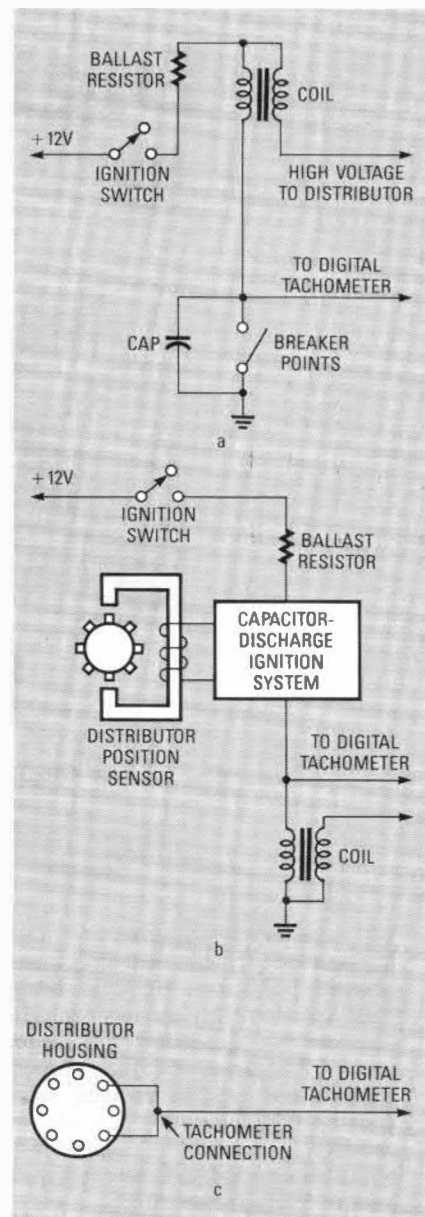 BALLAST
RESISTOR
COIL
+12V
IGNITION
SWITCH
HIGH VOLTAGE
TO DISTRIBUTOR
TO DIGITAL
TACHOMETER
CAP
BREAKER
POINTS
a
+12V
IGNITION
SWITCH
BALLAST
RESISTOR
CAPACITOR-
DISCHARGE
IGNITION
SYSTEM
DISTRIBUTOR
POSITION
SENSOR
TO DIGITAL
TACHOMETER
COIL
b
DISTRIBUTOR
HOUSING
TO DIGITAL
TACHOMETER
TACHOMETER
CONNECTION
c